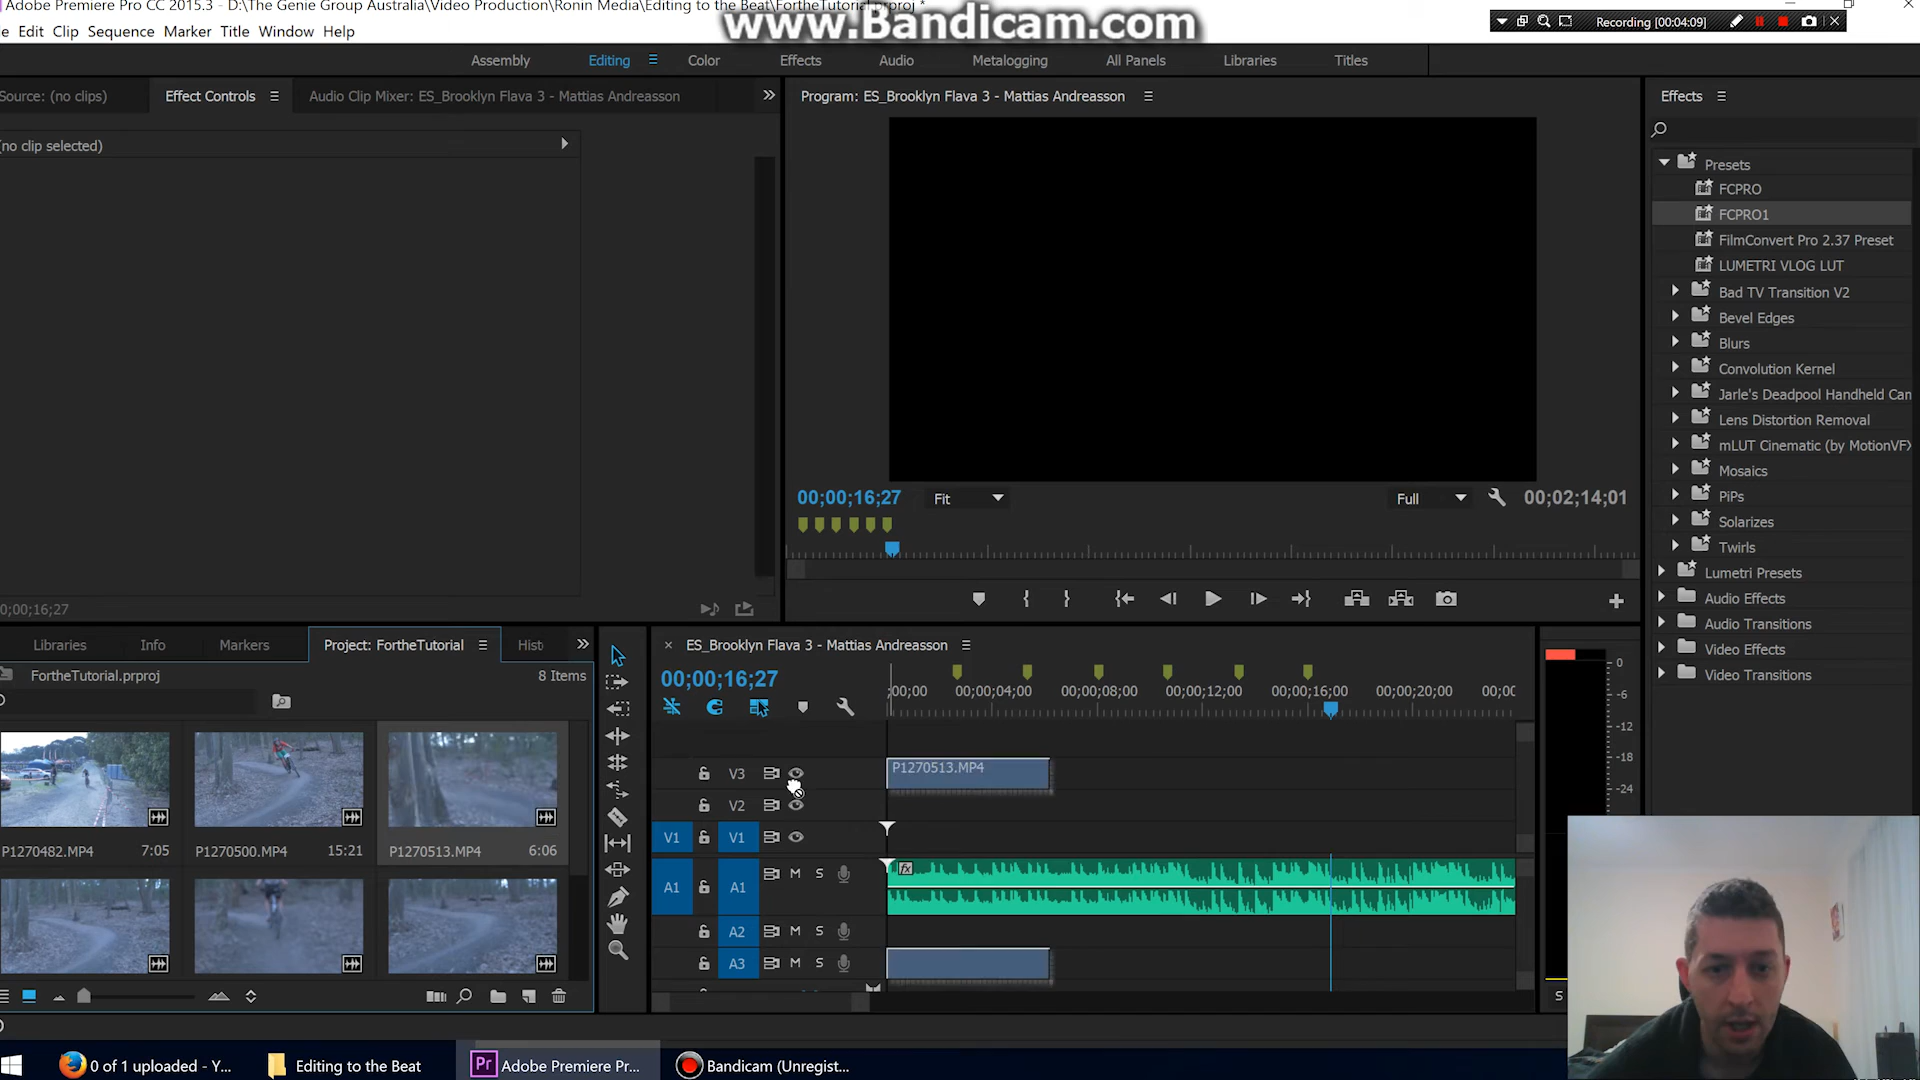 Adobe Premiere Pro CC 2015.3 - D:\The Genie Group Australia\Video Production\Ronin Media\Editing to the Beat\FortheTutorial.prproj *
www.Bandicam.com
Recording [00:04:09]
Edit Clip Sequence Marker Title Window Help
Assembly Editing Color Effects Audio Metalogging All Panels Libraries Titles
Source: (no clips) Effect Controls Audio Clip Mixer: ES_Brooklyn Flava 3 - Mattias Andreasson
(no clip selected)
0;00;16;27
Program: ES_Brooklyn Flava 3 - Mattias Andreasson
00;00;16;27 Fit Full 00;02;14;01
Effects
Presets
FCPRO
FCPRO1
FilmConvert Pro 2.37 Preset
LUMETRI VLOG LUT
Bad TV Transition V2
Bevel Edges
Blurs
Convolution Kernel
Jarle's Deadpool Handheld Can
Lens Distortion Removal
mLUT Cinematic (by MotionVFX
Mosaics
PiPs
Solarizes
Twirls
Lumetri Presets
Audio Effects
Audio Transitions
Video Effects
Video Transitions
Libraries Info Markers Project: FortheTutorial Hist
FortheTutorial.prproj 8 Items
P1270482.MP4 7:05 P1270500.MP4 15:21 P1270513.MP4 6:06
ES_Brooklyn Flava 3 - Mattias Andreasson
00;00;16;27
;00;00 00;00;04;00 00;00;08;00 00;00;12;00 00;00;16;00 00;00;20;00 00;00
V3 P1270513.MP4
V2
V1 V1
A1 A1 M S fx
A2 M S
A3 M S
0
-6
-12
-18
-24
S
0 of 1 uploaded - Y...
Editing to the Beat
Pr Adobe Premiere Pr...
Bandicam (Unregist...